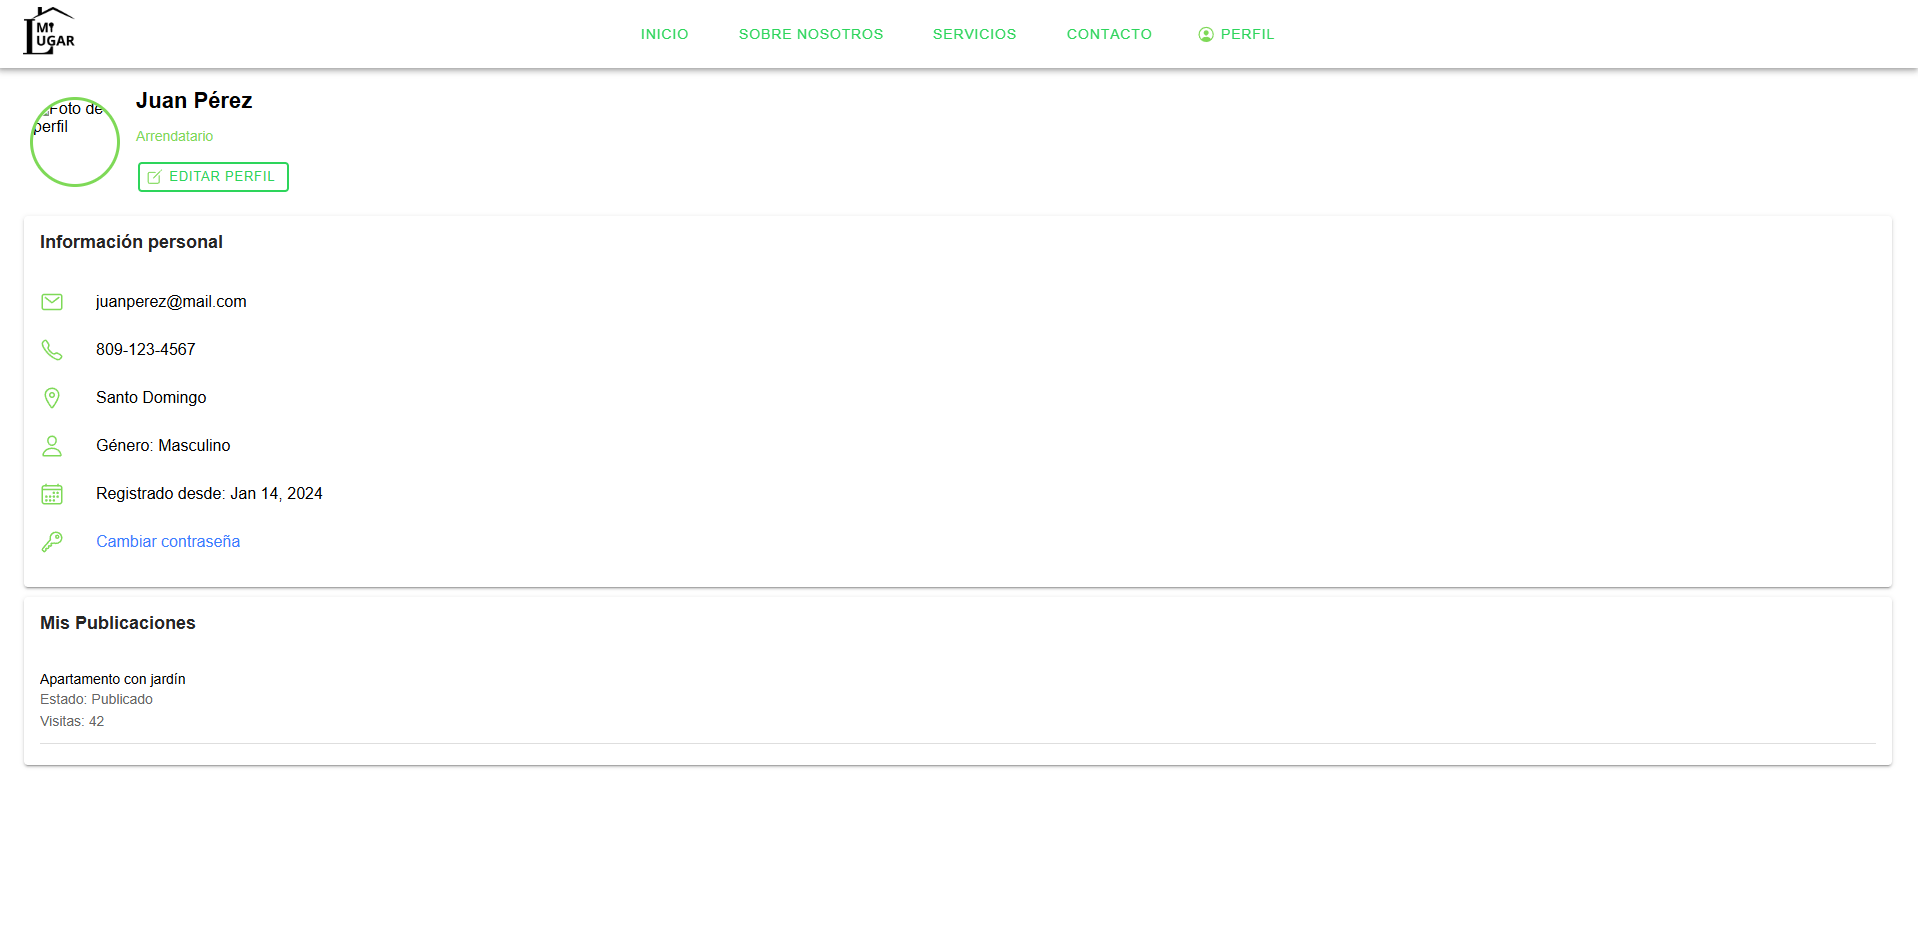 Mi
LUGAR
INICIO
SOBRE NOSOTROS
SERVICIOS
CONTACTO
PERFIL
Foto de
perfil
Juan Pérez
Arrendatario
EDITAR PERFIL
Información personal
juanperez@mail.com
809-123-4567
Santo Domingo
Género: Masculino
Registrado desde: Jan 14, 2024
Cambiar contraseña
Mis Publicaciones
Apartamento con jardín
Estado: Publicado
Visitas: 42